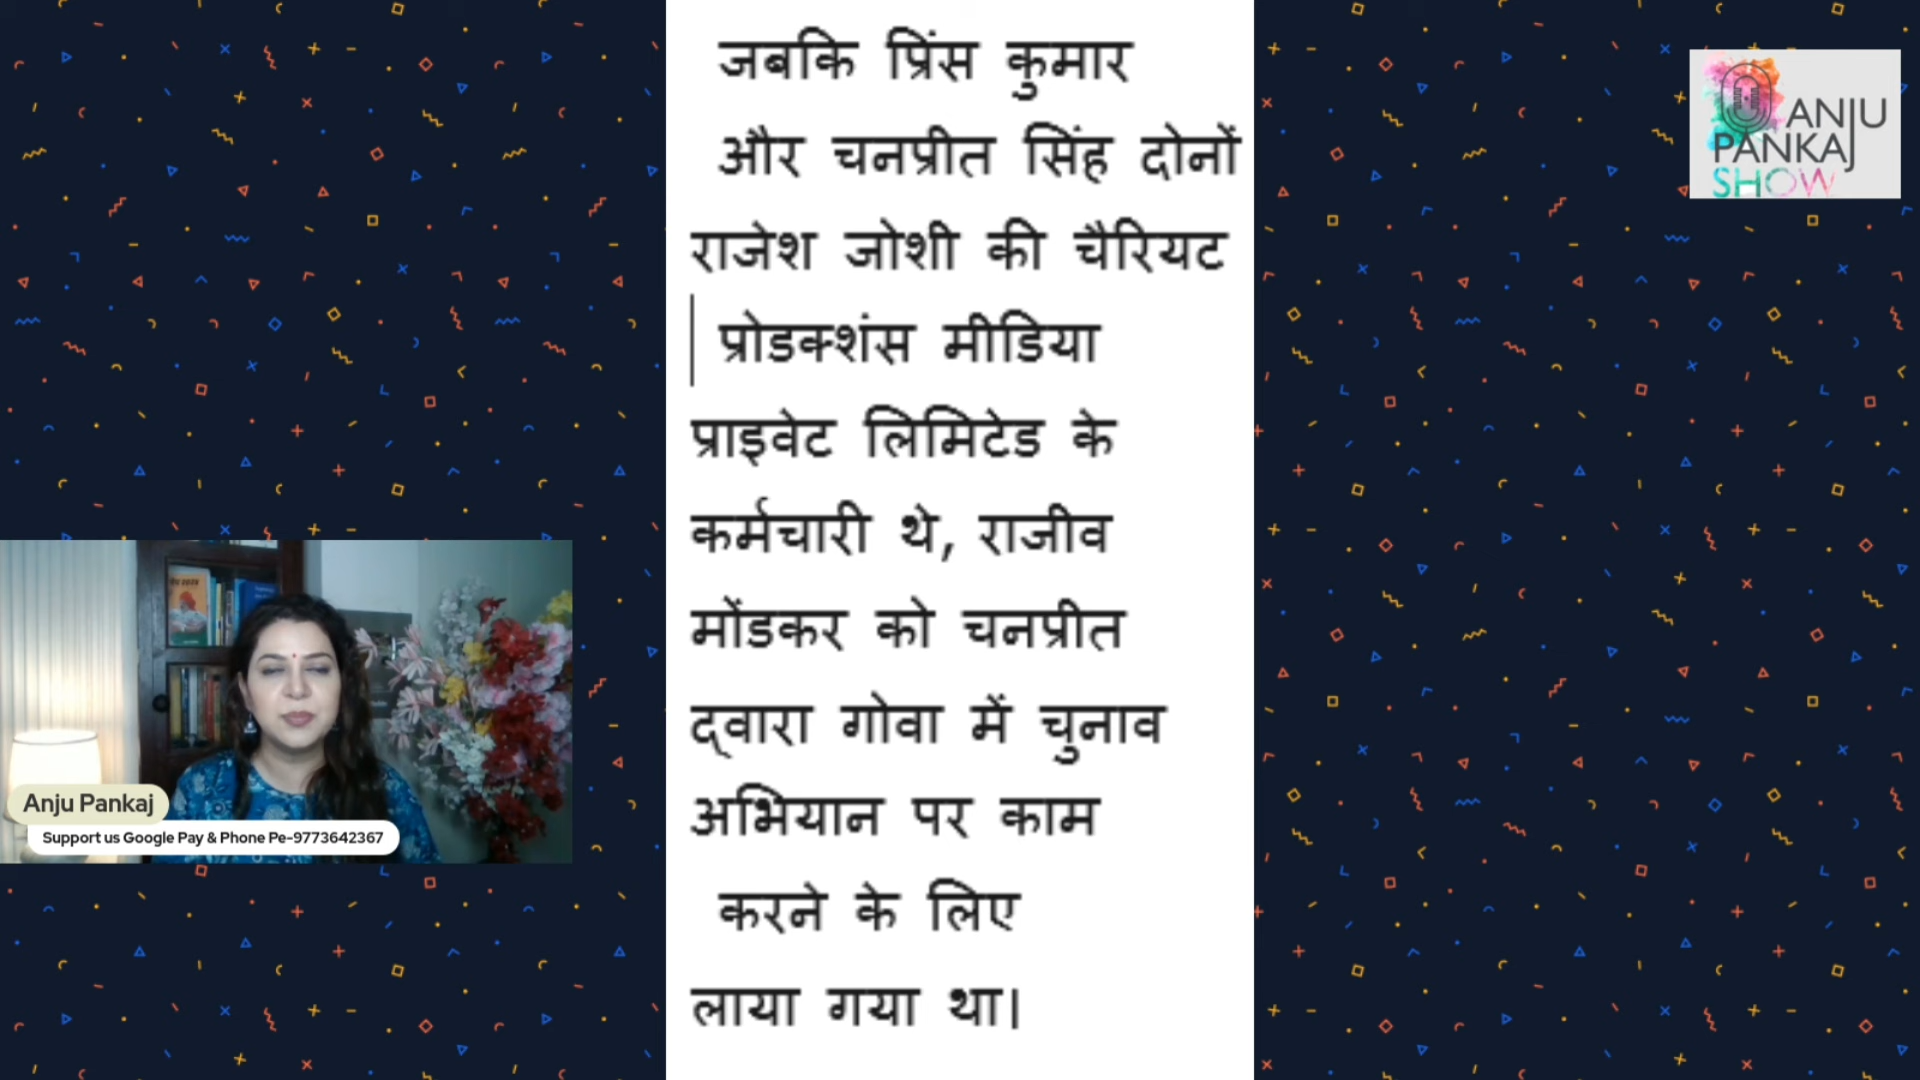 जबकि प्रिंस कुमार
और चनप्रीत सिंह दोनों
राजेश जोशी की चैरियट
प्रोडक्शंस मीडिया
प्राइवेट लिमिटेड के
कर्मचारी थे, राजीव
मोंडकर को चनप्रीत
द्वारा गोवा में चुनाव
अभियान पर काम
करने के लिए
लाया गया था।
ANJU
PANKAJ
SHOW
Anju Pankaj
Support us Google Pay & Phone Pe-9773642367